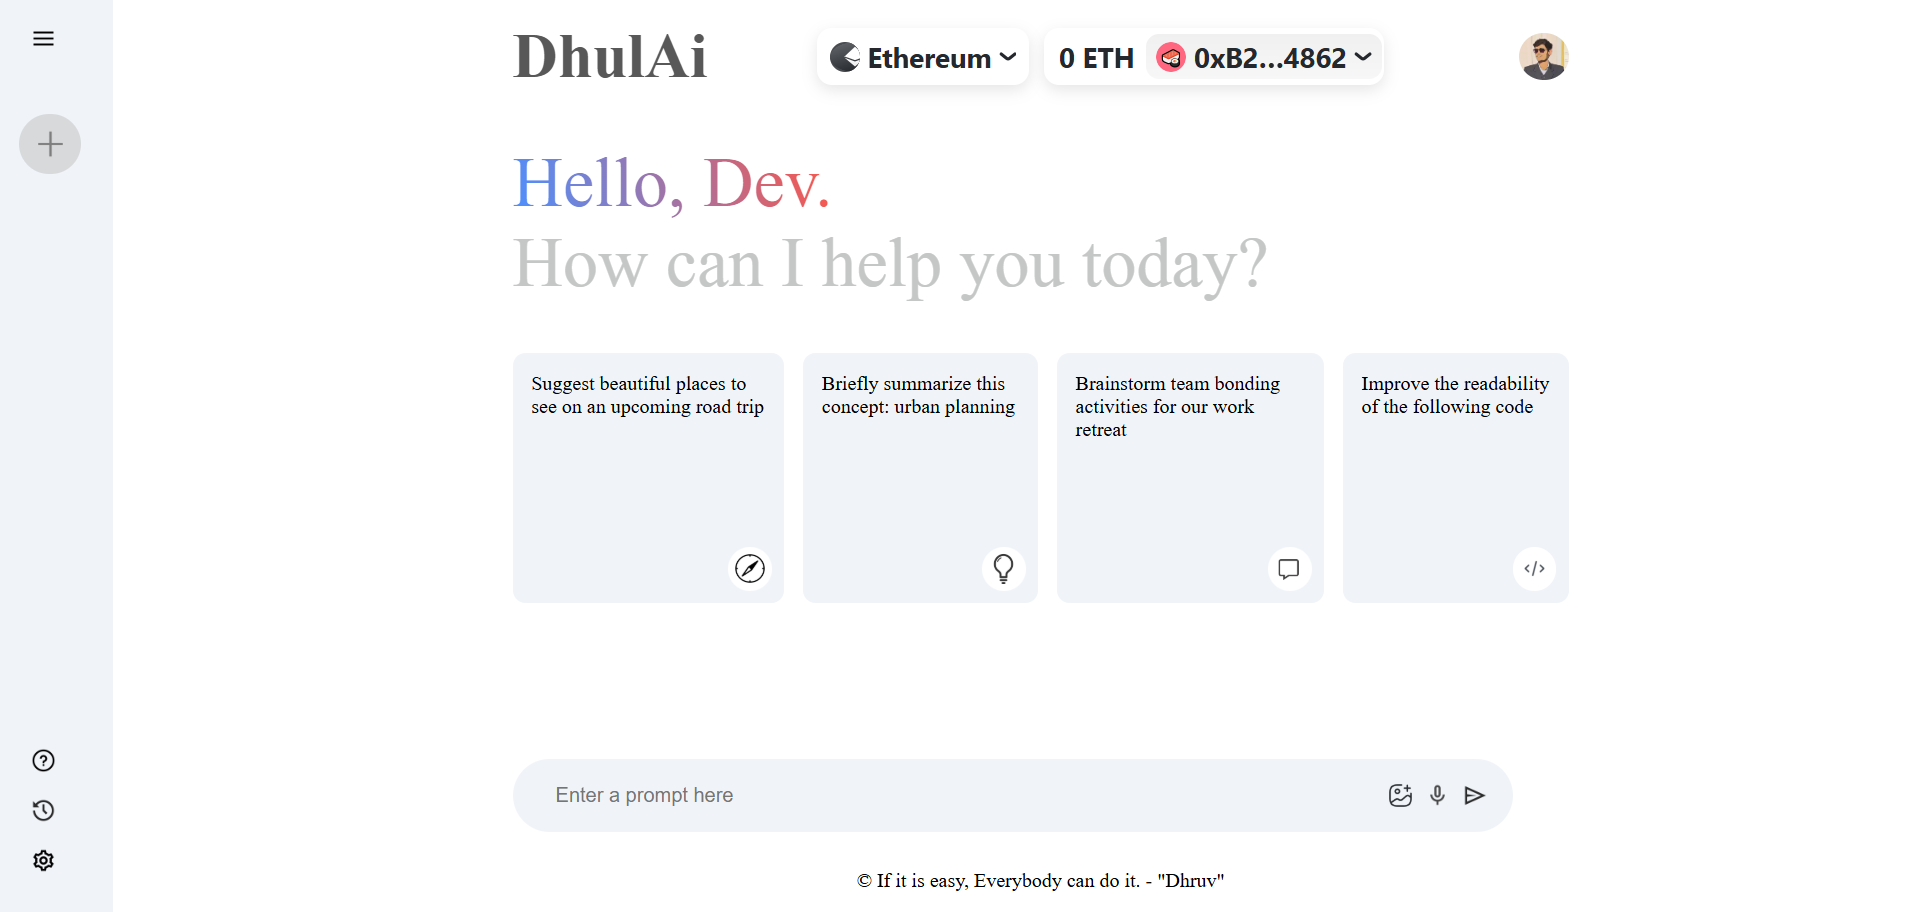 DhulAi
Ethereum
0 ETH
0xB2...4862
Hello, Dev.
How can I help you today?
Suggest beautiful places to
see on an upcoming road trip
Briefly summarize this
concept: urban planning
Brainstorm team bonding
activities for our work
retreat
Improve the readability
of the following code
Enter a prompt here
© If it is easy, Everybody can do it. - "Dhruv"